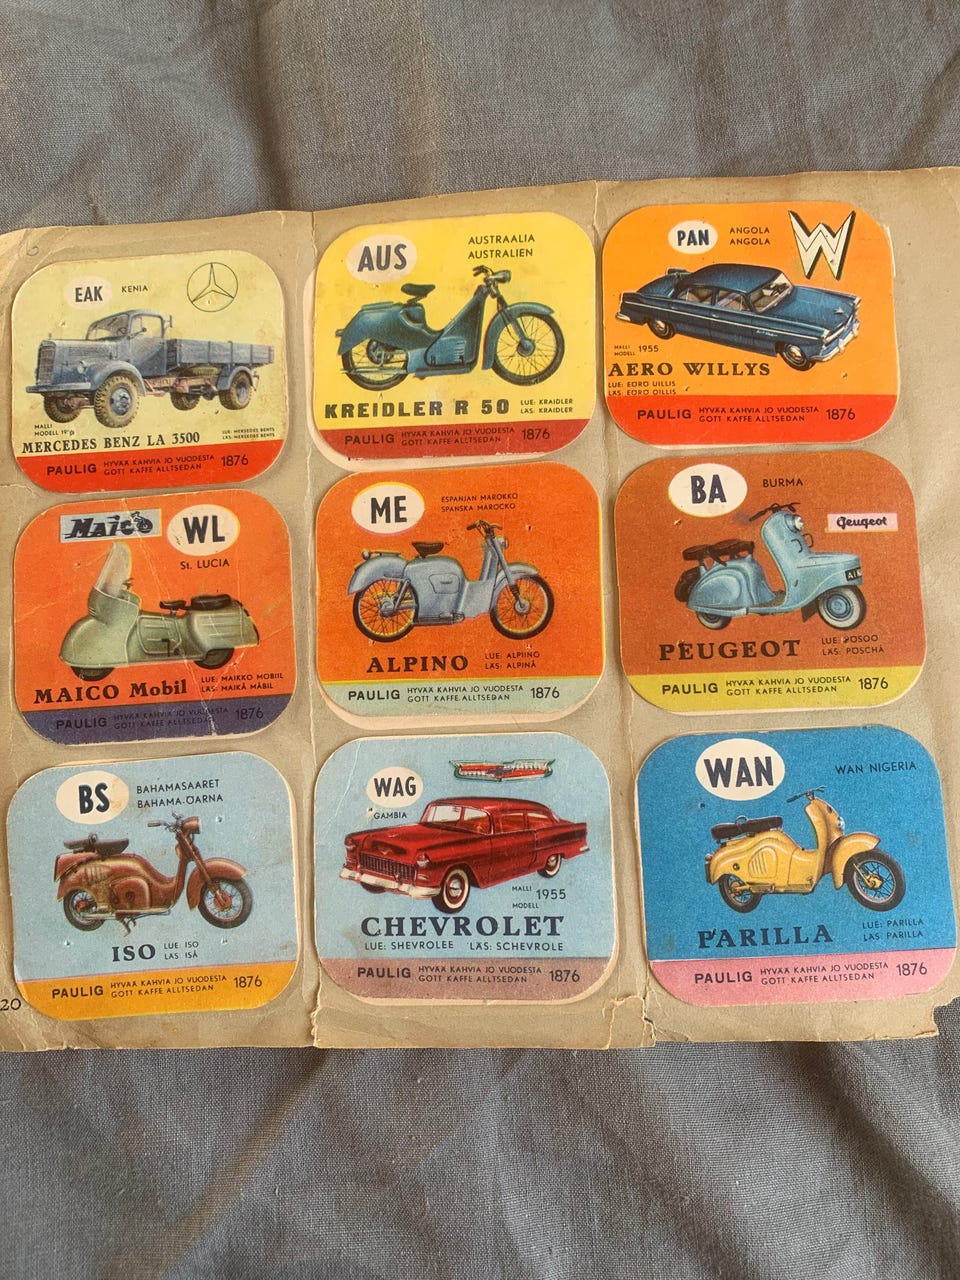 EAK
KENIA
MALLI
MODELL
MERCEDES BENZ LA 3500
LUE: MERSEDES BENTS
LÄS: MERSEDES BENTS
PAULIG
HYVÄÄ KAHVIA JO VUODESTA
GOTT KAFFE ALLTSEDAN
1876
AUS
AUSTRAALIA
AUSTRALIEN
KREIDLER R 50
LUE: KRAIDLER
LÄS: KRAIDLER
PAULIG
HYVÄÄ KAHVIA JO VUODESTA
GOTT KAFFE ALLTSEDAN
1876
PAN
ANGOLA
ANGOLA
W
MALLI
MODELL
1955
AERO WILLYS
LUE: EÖRO UILLIS
LÄS: EÖRO UILLIS
PAULIG
HYVÄÄ KAHVIA JO VUODESTA
GOTT KAFFE ALLTSEDAN
1876
Maico
WL
St. LUCIA
MAICO Mobil
LUE: MAIKKO MOBIIL
LÄS: MAIKÅ MÅBIL
PAULIG
HYVÄÄ KAHVIA JO VUODESTA
GOTT KAFFE ALLTSEDAN
1876
ME
ESPANJAN MAROKKO
SPANSKA MAROCKO
ALPINO
LUE: ALPIINO
LÄS: ALPINÅ
PAULIG
HYVÄÄ KAHVIA JO VUODESTA
GOTT KAFFE ALLTSEDAN
1876
BA
BURMA
Peugeot
PEUGEOT
LUE: POSOO
LÄS: POSCHÅ
PAULIG
HYVÄÄ KAHVIA JO VUODESTA
GOTT KAFFE ALLTSEDAN
1876
BS
BAHAMASAARET
BAHAMA-ÖARNA
ISO
LUE: ISO
LÄS: ISÅ
PAULIG
HYVÄÄ KAHVIA JO VUODESTA
GOTT KAFFE ALLTSEDAN
1876
WAG
GAMBIA
MALLI
MODELL
1955
CHEVROLET
LUE: SHEVROLEE
LÄS: SCHEVROLE
PAULIG
HYVÄÄ KAHVIA JO VUODESTA
GOTT KAFFE ALLTSEDAN
1876
WAN
WAN NIGERIA
PARILLA
LUE: PARILLA
LÄS: PARILLA
PAULIG
HYVÄÄ KAHVIA JO VUODESTA
GOTT KAFFE ALLTSEDAN
1876
20